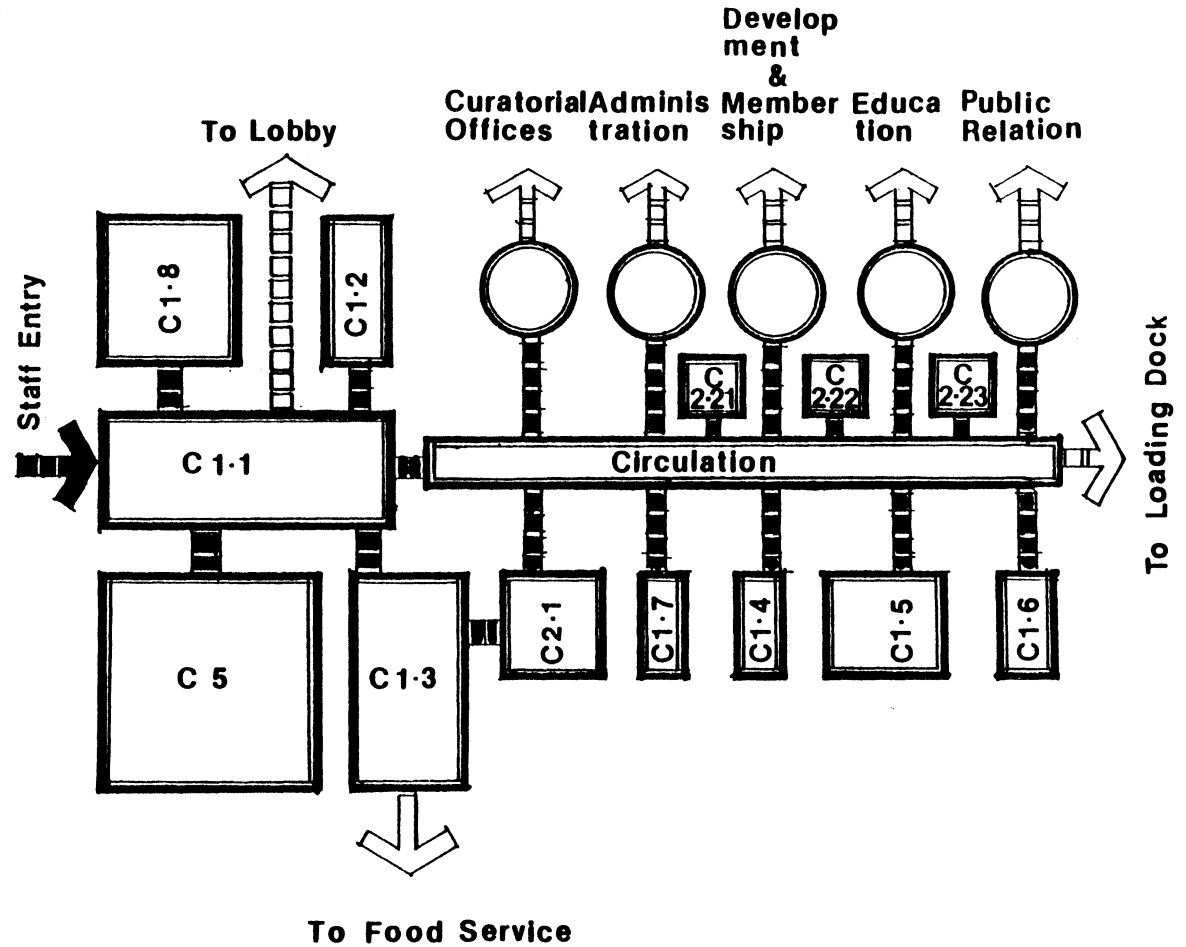 Develop
ment
&
Member
ship
Curatorial
Offices
Adminis
tration
Educa
tion
Public
Relation
To Lobby
C1·8
C1·2
Staff Entry
C
2·21
C
2·22
C
2·23
C1·1
Circulation
To Loading Dock
C5
C1·3
C2·1
C1·7
C1·4
C1·5
C1·6
To Food Service